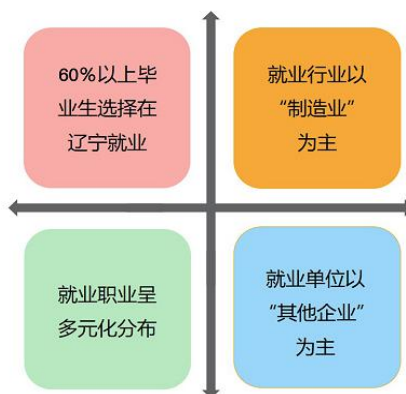 60%以上毕
业生选择在
辽宁就业
就业行业以
“制造业”
为主
就业职业呈
多元化分布
就业单位以
“其他企业”
为主